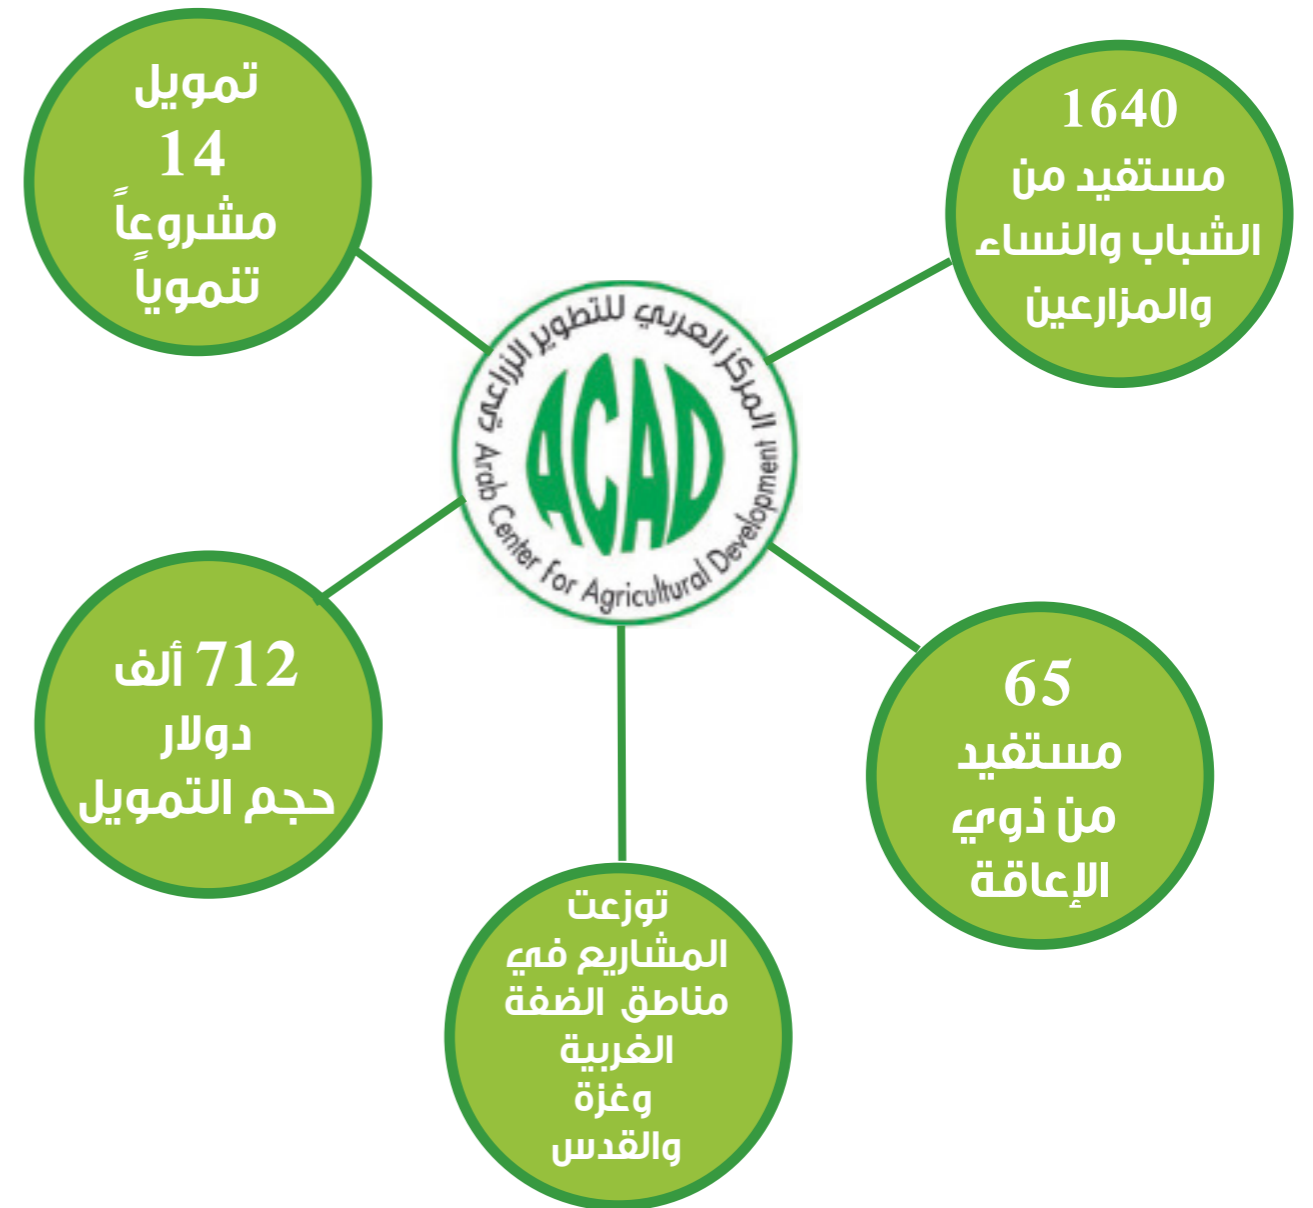 تمويل
14
مشروعاً
تنموياً
1640
مستفيد من
الشباب والنساء
والمزارعين
المركز العربي للتطوير الزراعي
ACAD
Arab Center For Agricultural Development
712 ألف
دولار
حجم التمويل
65
مستفيد
من ذوي
الإعاقة
توزعت
المشاريع في
مناطق الضفة
الغربية
وغزة
والقدس